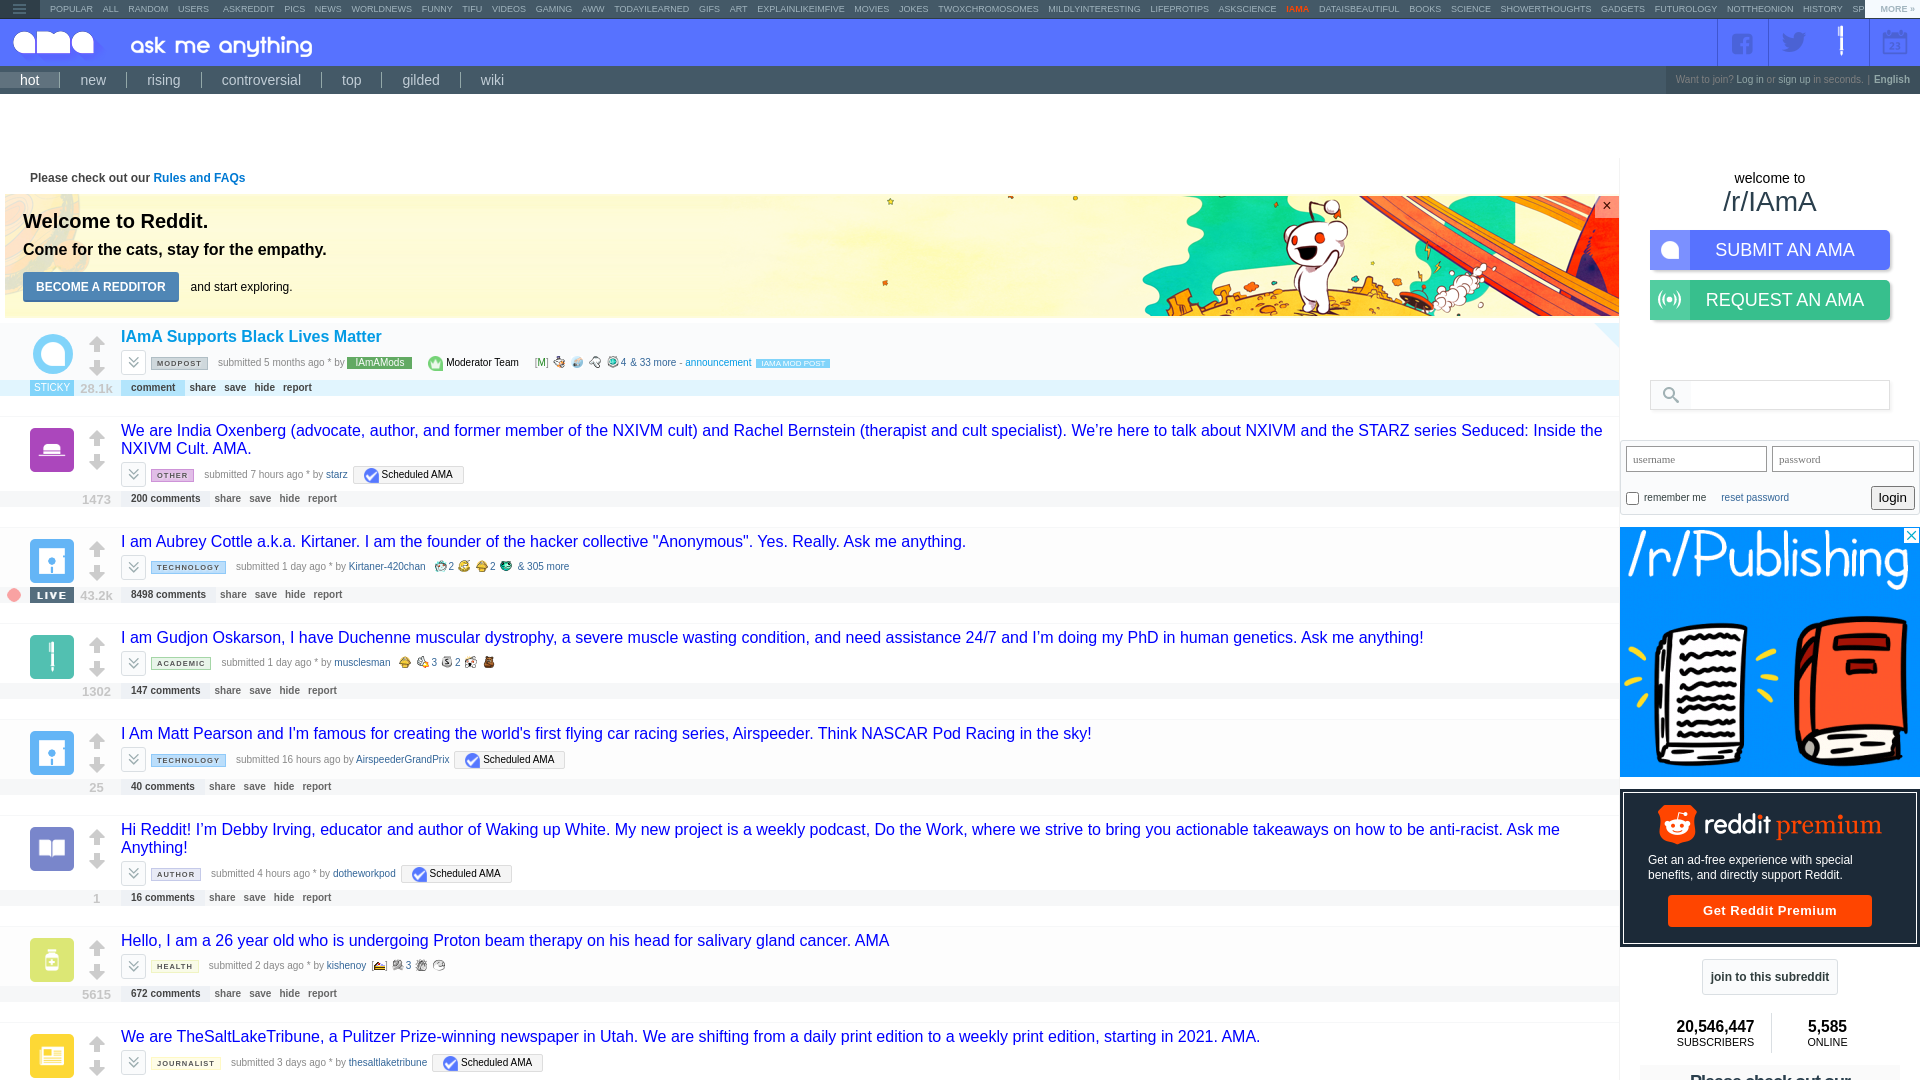 POPULAR ALL RANDOM USERS ASKREDDIT PICS NEWS WORLDNEWS FUNNY TIFU VIDEOS GAMING AWW TODAYILEARNED GIFS ART EXPLAINLIKEIMFIVE MOVIES JOKES TWOXCHROMOSOMES MILDLYINTERESTING LIFEPROTIPS ASKSCIENCE IAMA DATAISBEAUTIFUL BOOKS SCIENCE SHOWERTHOUGHTS GADGETS FUTUROLOGY NOTTHEONION HISTORY SP MORE »
ama ask me anything 23
hot new rising controversial top gilded wiki
Want to join? Log in or sign up in seconds. | English
Please check out our Rules and FAQs
Welcome to Reddit.
×
Come for the cats, stay for the empathy.
BECOME A REDDITOR and start exploring.
IAmA Supports Black Lives Matter
MODPOST submitted 5 months ago * by IAmAMods Moderator Team [M] 4 & 33 more - announcement IAMA MOD POST
STICKY 28.1k comment share save hide report
We are India Oxenberg (advocate, author, and former member of the NXIVM cult) and Rachel Bernstein (therapist and cult specialist). We’re here to talk about NXIVM and the STARZ series Seduced: Inside the
NXIVM Cult. AMA.
OTHER submitted 7 hours ago * by starz Scheduled AMA
1473 200 comments share save hide report
I am Aubrey Cottle a.k.a. Kirtaner. I am the founder of the hacker collective "Anonymous". Yes. Really. Ask me anything.
TECHNOLOGY submitted 1 day ago * by Kirtaner-420chan 2 2 & 305 more
LIVE 43.2k 8498 comments share save hide report
I am Gudjon Oskarson, I have Duchenne muscular dystrophy, a severe muscle wasting condition, and need assistance 24/7 and I’m doing my PhD in human genetics. Ask me anything!
ACADEMIC submitted 1 day ago * by musclesman 3 2
1302 147 comments share save hide report
I Am Matt Pearson and I'm famous for creating the world's first flying car racing series, Airspeeder. Think NASCAR Pod Racing in the sky!
TECHNOLOGY submitted 16 hours ago by AirspeederGrandPrix Scheduled AMA
25 40 comments share save hide report
Hi Reddit! I’m Debby Irving, educator and author of Waking up White. My new project is a weekly podcast, Do the Work, where we strive to bring you actionable takeaways on how to be anti-racist. Ask me
Anything!
AUTHOR submitted 4 hours ago * by dotheworkpod Scheduled AMA
1 16 comments share save hide report
Hello, I am a 26 year old who is undergoing Proton beam therapy on his head for salivary gland cancer. AMA
HEALTH submitted 2 days ago * by kishenoy [ ] 3
5615 672 comments share save hide report
We are TheSaltLakeTribune, a Pulitzer Prize-winning newspaper in Utah. We are shifting from a daily print edition to a weekly print edition, starting in 2021. AMA.
JOURNALIST submitted 3 days ago * by thesaltlaketribune Scheduled AMA
welcome to
/r/IAmA
SUBMIT AN AMA
REQUEST AN AMA
username password
remember me reset password login
/r/Publishing
reddit premium
Get an ad-free experience with special
benefits, and directly support Reddit.
Get Reddit Premium
join to this subreddit
20,546,447 5,585
SUBSCRIBERS ONLINE
Please check out our